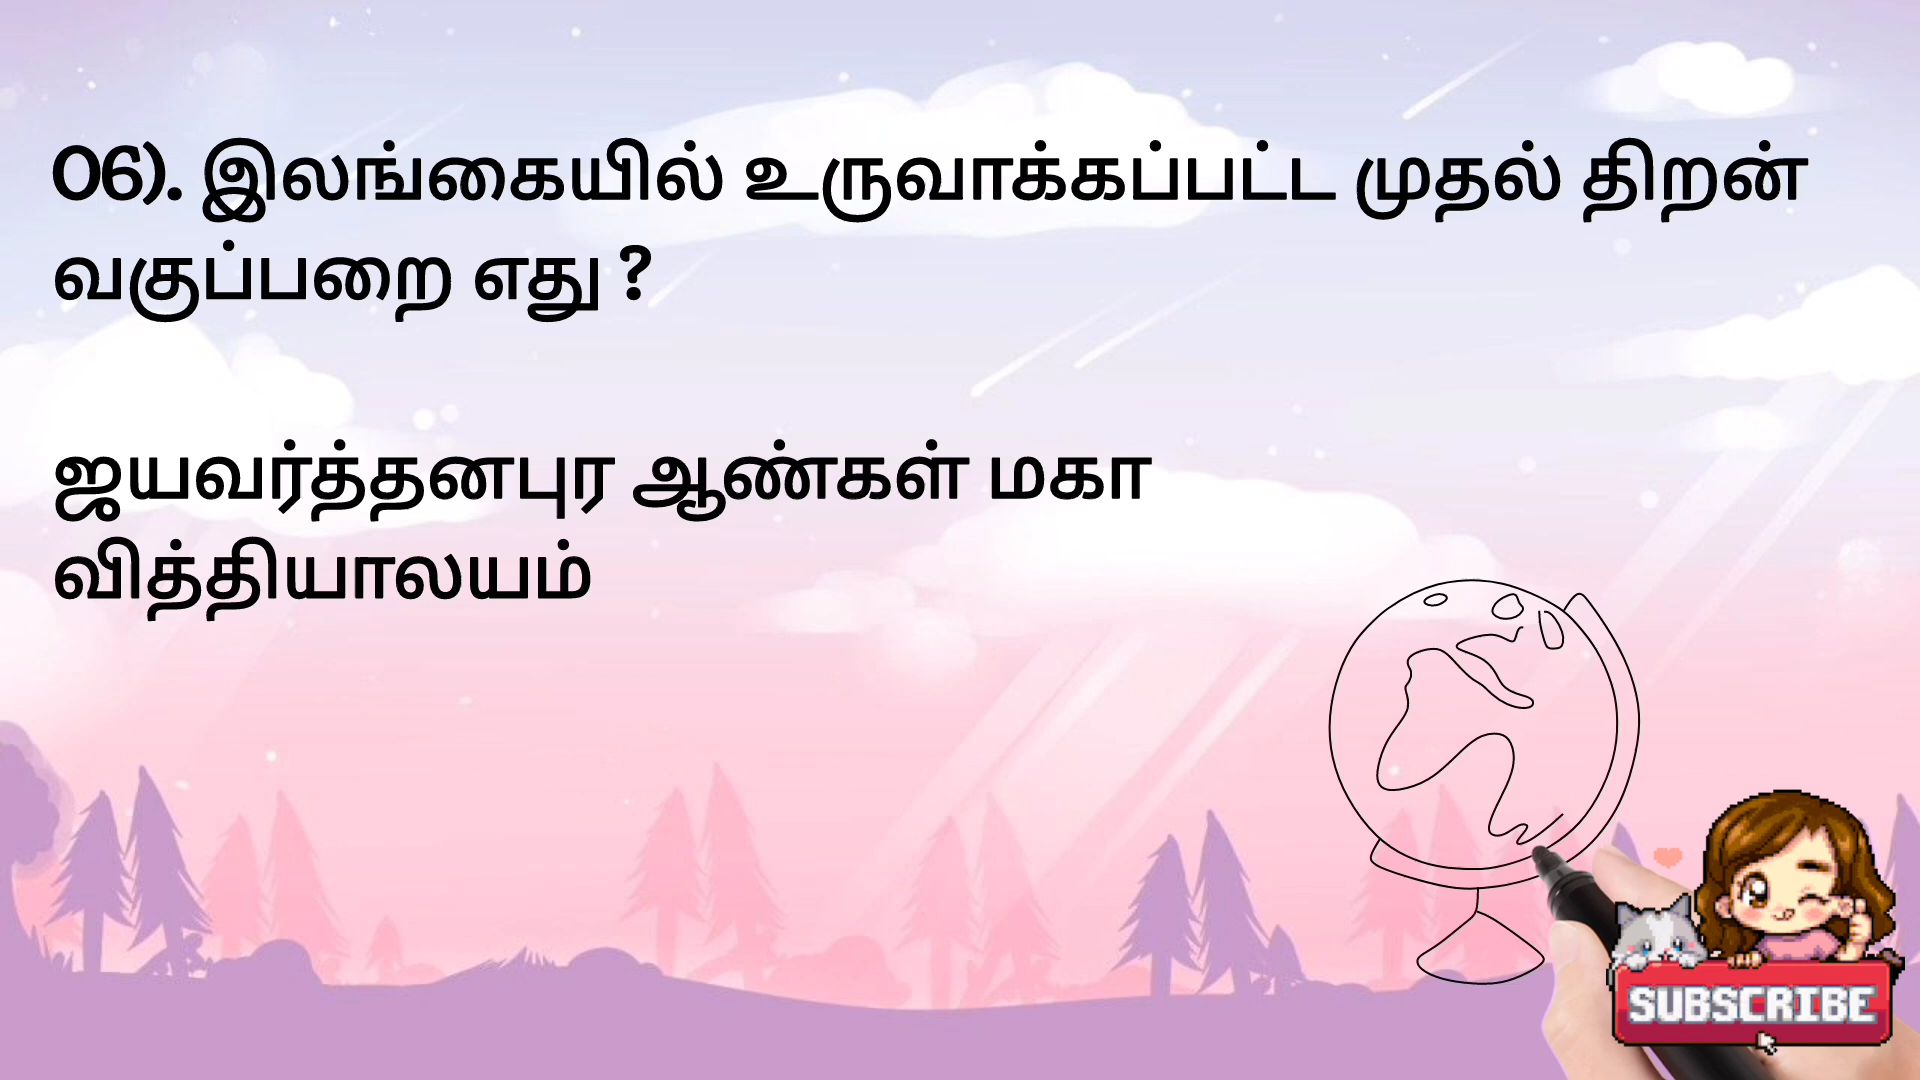 06). இலங்கையில் உருவாக்கப்பட்ட முதல் திறன்
வகுப்பறை எது ?
ஜயவர்த்தனபுர ஆண்கள் மகா
வித்தியாலயம்
SUBSCRIBE